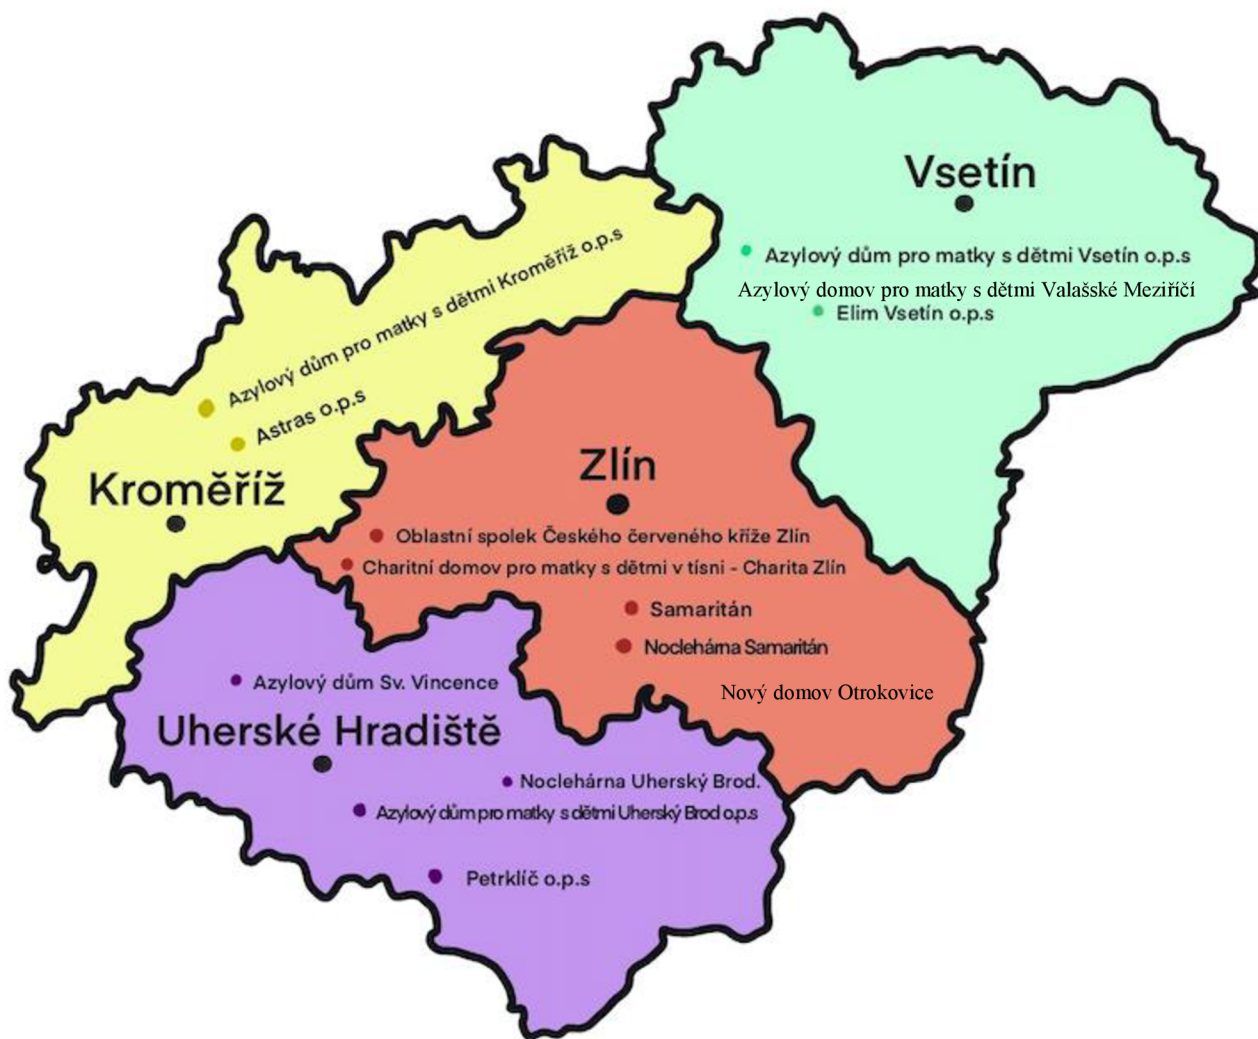 Vsetín
Azylový dům pro matky s dětmi Vsetín o.p.s
Azylový domov pro matky s dětmi Valašské Meziříčí
Elim Vsetín o.p.s
Azylový dům pro matky s dětmi Kroměříž o.p.s
Astras o.p.s
Kroměříž
Zlín
Oblastní spolek Českého červeného kříže Zlín
Charitní domov pro matky s dětmi v tísni - Charita Zlín
Samaritán
Noclehárna Samaritán
Nový domov Otrokovice
Azylový dům Sv. Vincence
Uherské Hradiště
Noclehárna Uherský Brod.
Azylový dům pro matky s dětmi Uherský Brod o.p.s
Petrklíč o.p.s